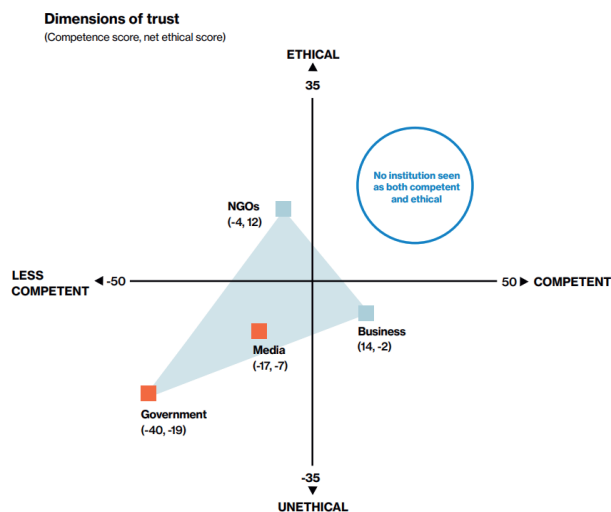 Dimensions of trust
(Competence score, net ethical score)
ETHICAL
35
No institution seen
as both competent
and ethical
NGOs
(-4, 12)
LESS
COMPETENT
-50
50
COMPETENT
Business
(14, -2)
Media
(-17, -7)
Government
(-40, -19)
-35
UNETHICAL